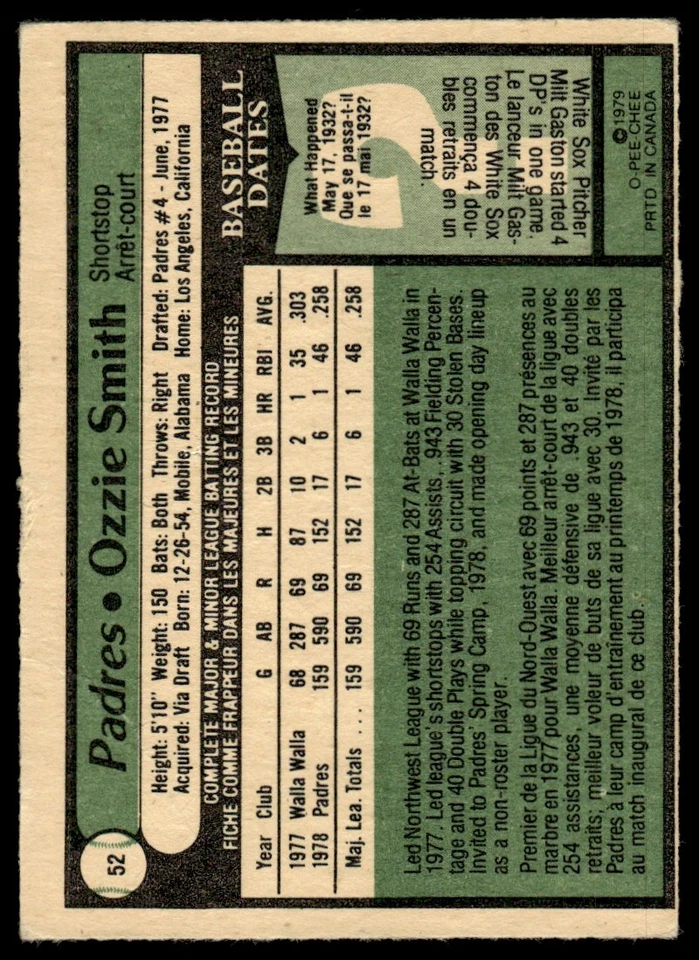 52
Padres • Ozzie Smith Shortstop
Arrêt-court
Height: 5'10" Weight: 150 Bats: Both Throws: Right Drafted: Padres #4 - June, 1977
Acquired: Via Draft Born: 12-26-54, Mobile, Alabama Home: Los Angeles, California
COMPLETE MAJOR & MINOR LEAGUE BATTING RECORD
FICHE COMME FRAPPEUR DANS LES MAJEURES ET LES MINEURES
Year Club G AB R H 2B 3B HR RBI AVG.
1977 Walla Walla 68 287 69 87 10 2 1 35 .303
1978 Padres 159 590 69 152 17 6 1 46 .258
Maj. Lea. Totals ... 159 590 69 152 17 6 1 46 .258
Led Northwest League with 69 Runs and 287 At-Bats at Walla Walla in
1977. Led league's shortstops with 254 Assists, .943 Fielding Percen-
tage and 40 Double Plays while topping circuit with 30 Stolen Bases.
Invited to Padres' Spring Camp, 1978, and made opening day lineup
as a non-roster player.
Premier de la Ligue du Nord-Ouest avec 69 points et 287 présences au
marbre en 1977 pour Walla Walla. Meilleur arrêt-court de la ligue avec
254 assistances, une moyenne défensive de .943 et 40 doubles
retraits; meilleur voleur de buts de sa ligue avec 30. Invité par les
Padres à leur camp d'entrainement au printemps de 1978, il participa
au match inaugural de ce club.
BASEBALL
DATES
What Happened
May 17, 1932?
Que se passa-t-il
le 17 mai 1932?
White Sox Pitcher
Milt Gaston started 4
DP's in one game.
Le lanceur Milt Gas-
ton des White Sox
commença 4 dou-
bles retraits en un
match.
©1979
O-PEE-CHEE
PRTD IN CANADA